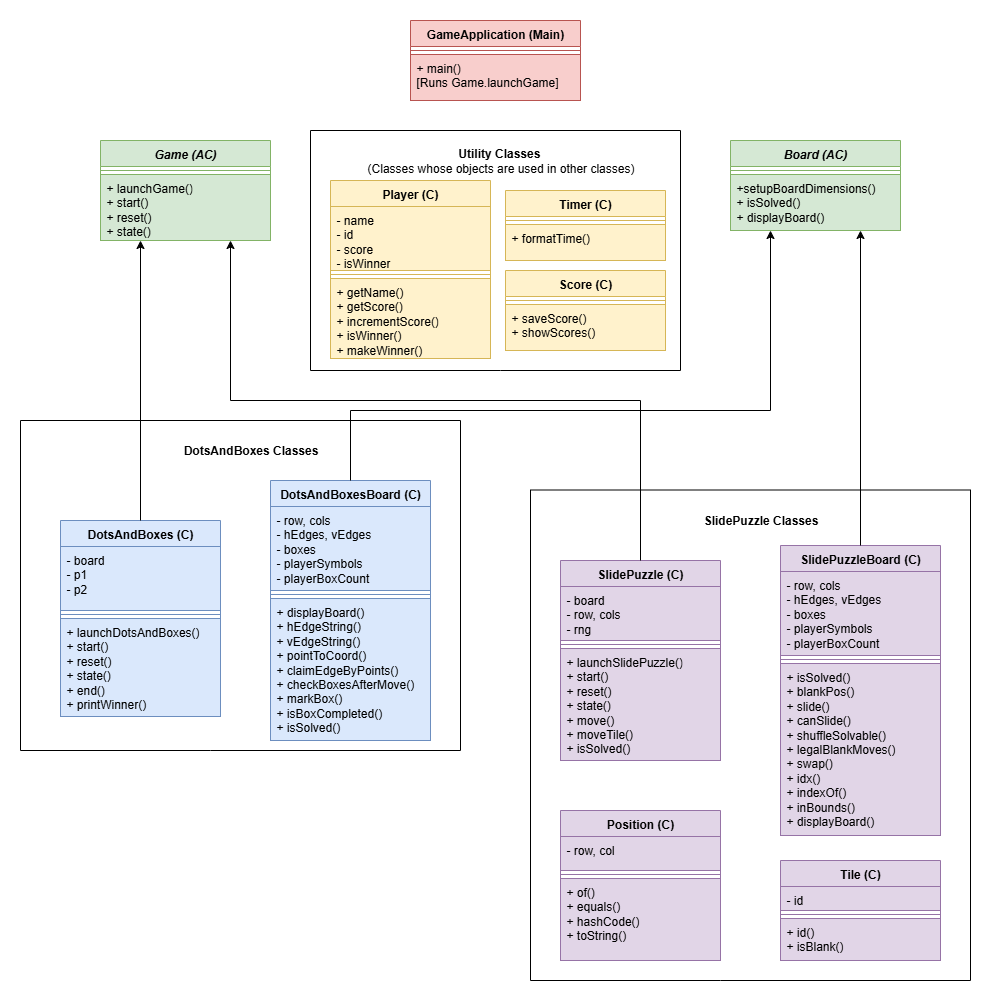 GameApplication (Main)
+ main()
[Runs Game.launchGame]
Game (AC)
+ launchGame()
+ start()
+ reset()
+ state()
Utility Classes
(Classes whose objects are used in other classes)
Player (C)
- name
- id
- score
- isWinner
+ getName()
+ getScore()
+ incrementScore()
+ isWinner()
+ makeWinner()
Timer (C)
+ formatTime()
Score (C)
+ saveScore()
+ showScores()
Board (AC)
+setupBoardDimensions()
+ isSolved()
+ displayBoard()
DotsAndBoxes Classes
DotsAndBoxes (C)
- board
- p1
- p2
+ launchDotsAndBoxes()
+ start()
+ reset()
+ state()
+ end()
+ printWinner()
DotsAndBoxesBoard (C)
- row, cols
- hEdges, vEdges
- boxes
- playerSymbols
- playerBoxCount
+ displayBoard()
+ hEdgeString()
+ vEdgeString()
+ pointToCoord()
+ claimEdgeByPoints()
+ checkBoxesAfterMove()
+ markBox()
+ isBoxCompleted()
+ isSolved()
SlidePuzzle Classes
SlidePuzzle (C)
- board
- row, cols
- rng
+ launchSlidePuzzle()
+ start()
+ reset()
+ state()
+ move()
+ moveTile()
+ isSolved()
SlidePuzzleBoard (C)
- row, cols
- hEdges, vEdges
- boxes
- playerSymbols
- playerBoxCount
+ isSolved()
+ blankPos()
+ slide()
+ canSlide()
+ shuffleSolvable()
+ legalBlankMoves()
+ swap()
+ idx()
+ indexOf()
+ inBounds()
+ displayBoard()
Position (C)
- row, col
+ of()
+ equals()
+ hashCode()
+ toString()
Tile (C)
- id
+ id()
+ isBlank()